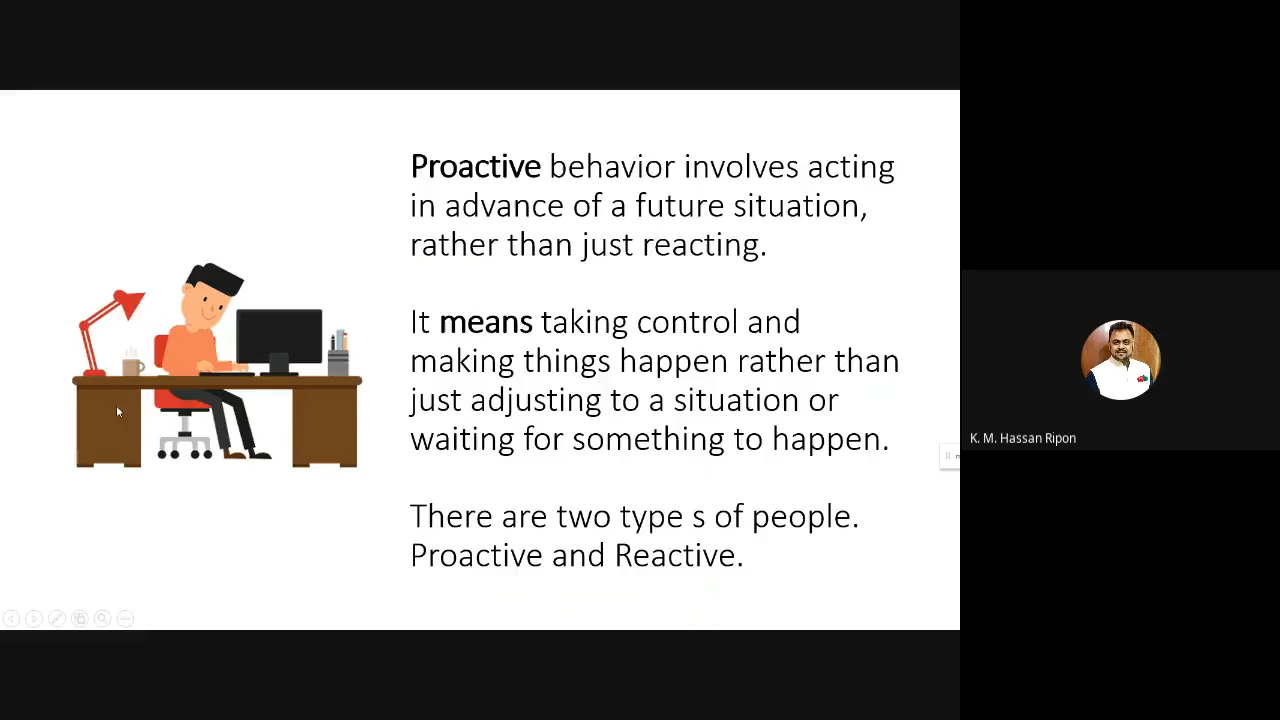 Proactive behavior involves acting
in advance of a future situation,
rather than just reacting.
It means taking control and
making things happen rather than
just adjusting to a situation or
waiting for something to happen.
There are two type s of people.
Proactive and Reactive.
K. M. Hassan Ripon